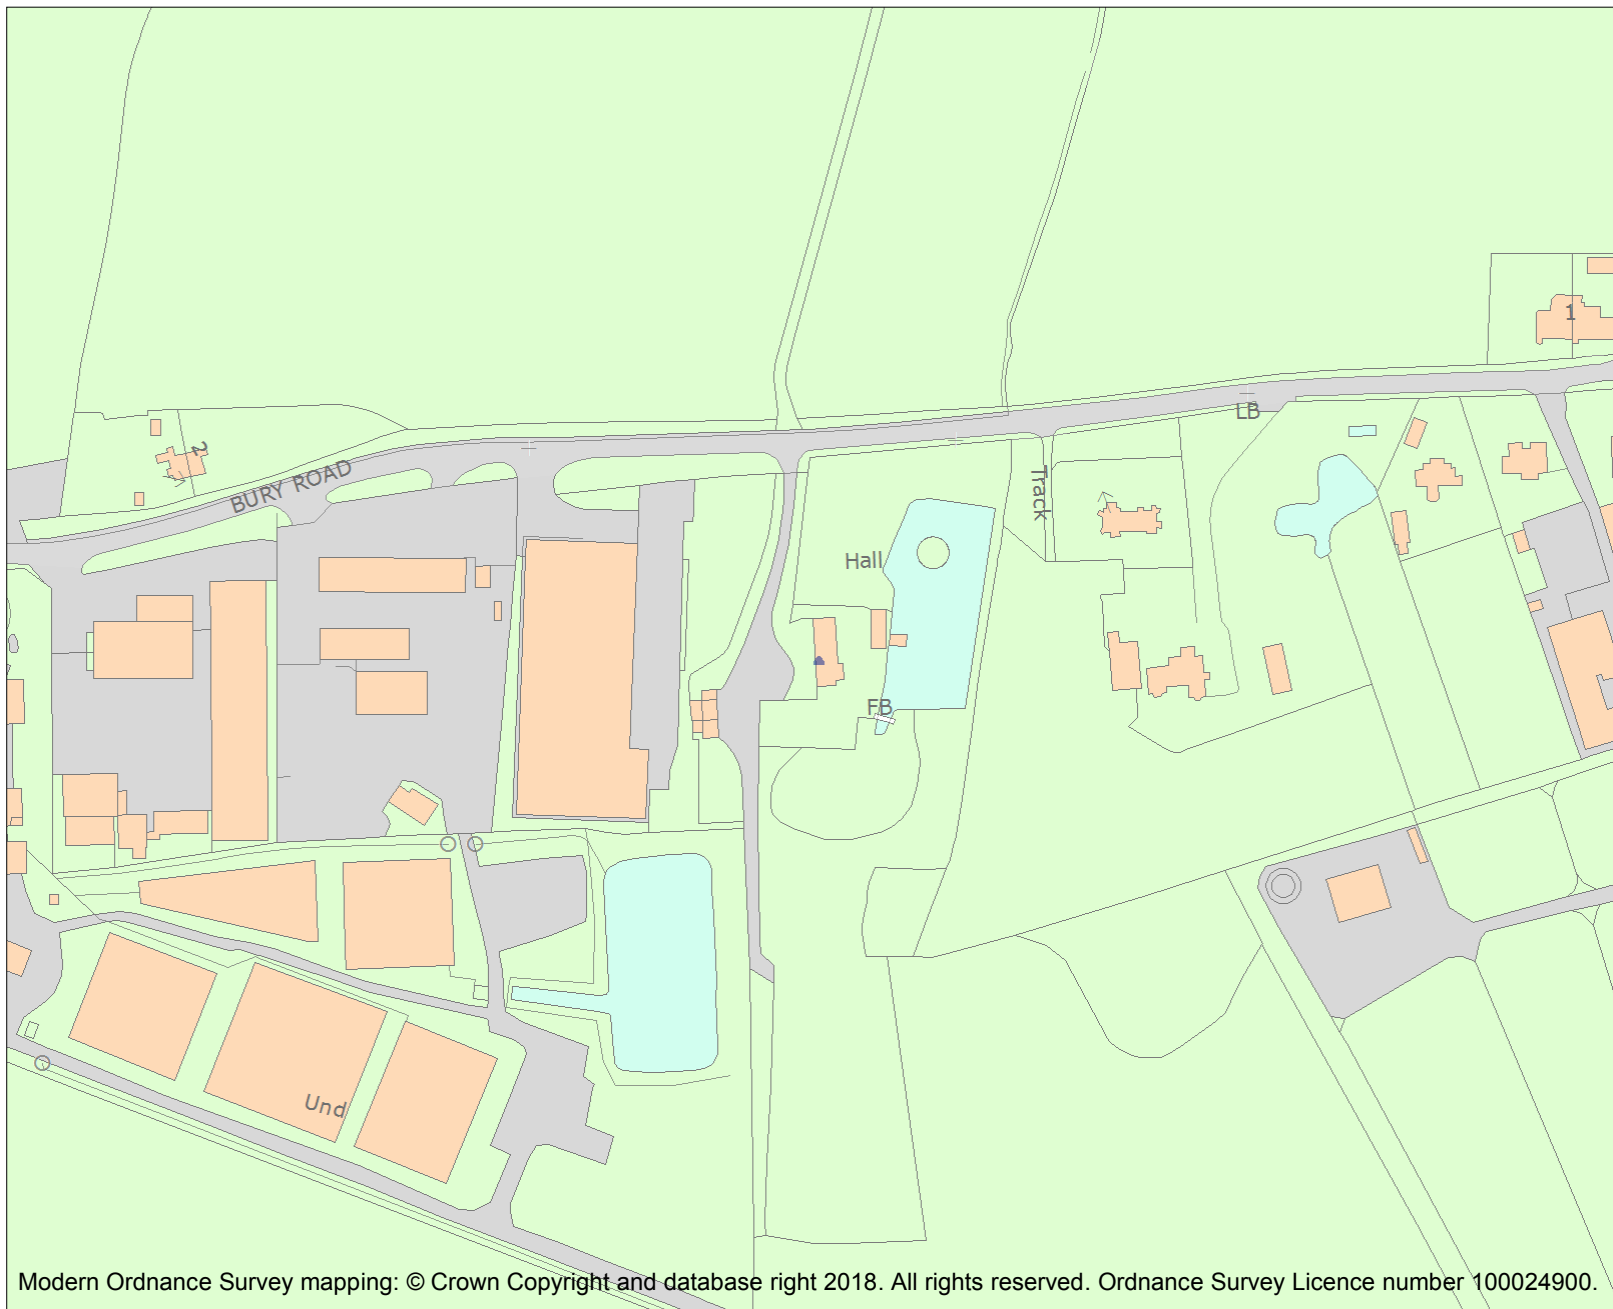 1
LB
2
BURY ROAD
Track
Hall
FB
Und
Modern Ordnance Survey mapping: © Crown Copyright and database right 2018. All rights reserved. Ordnance Survey Licence number 100024900.